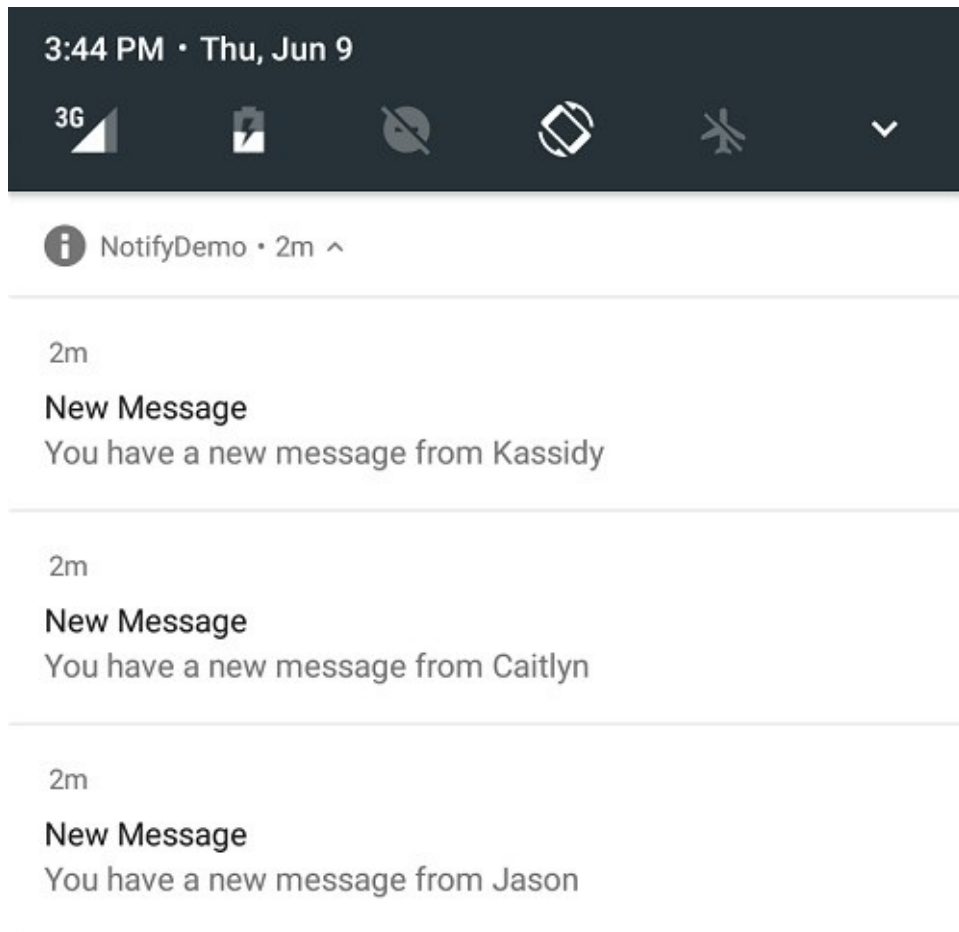 3:44 PM • Thu, Jun 9
3G
NotifyDemo • 2m
2m
New Message
You have a new message from Kassidy
2m
New Message
You have a new message from Caitlyn
2m
New Message
You have a new message from Jason